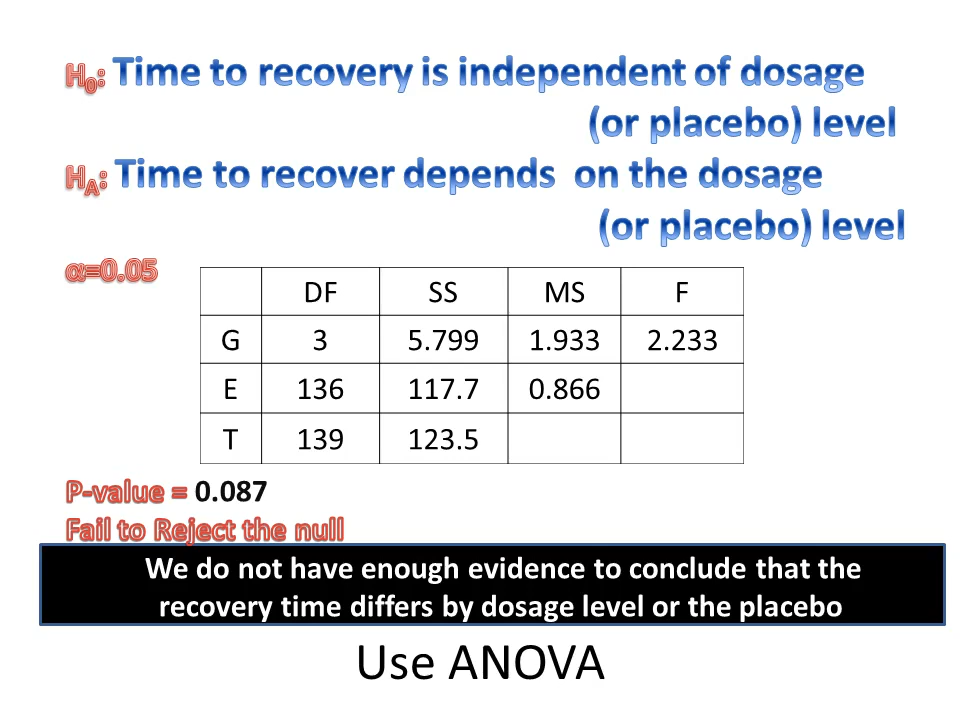 H0: Time to recovery is independent of dosage
(or placebo) level
HA: Time to recover depends on the dosage
(or placebo) level
α=0.05
DF SS MS F
G 3 5.799 1.933 2.233
E 136 117.7 0.866
T 139 123.5
P-value = 0.087
Fail to Reject the null
We do not have enough evidence to conclude that the
recovery time differs by dosage level or the placebo
Use ANOVA